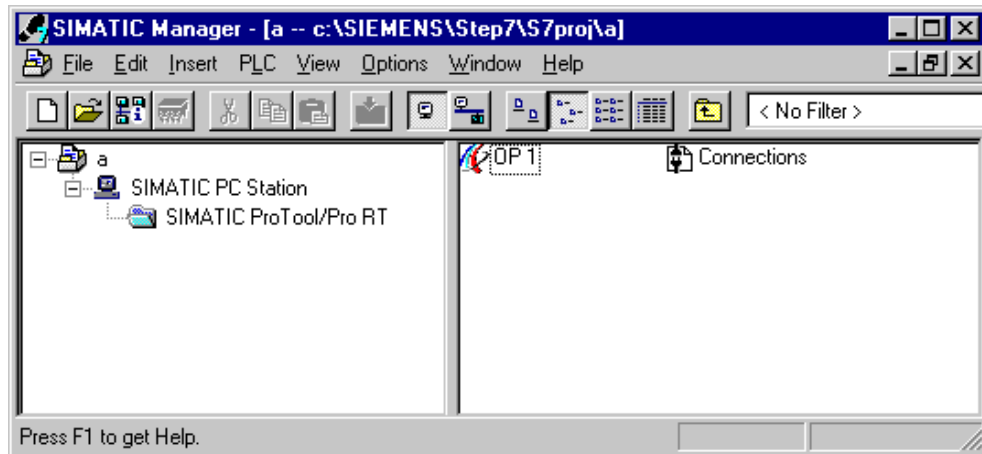 SIMATIC Manager - [a -- c:\SIEMENS\Step7\S7proj\a]
File Edit Insert PLC View Options Window Help
< No Filter >
a
SIMATIC PC Station
SIMATIC ProTool/Pro RT
OP 1 Connections
Press F1 to get Help.